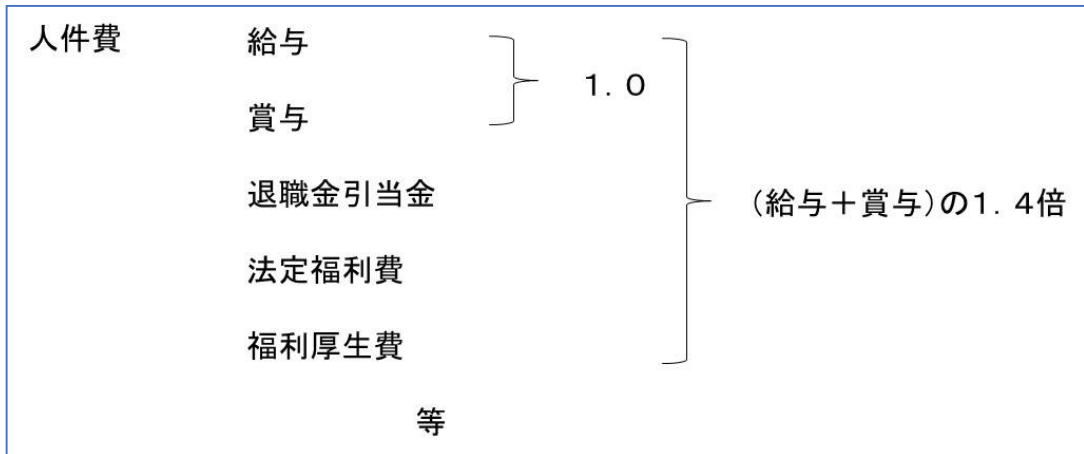 人件費 給与
1．0
賞与
退職金引当金
(給与＋賞与)の1．4倍
法定福利費
福利厚生費
等